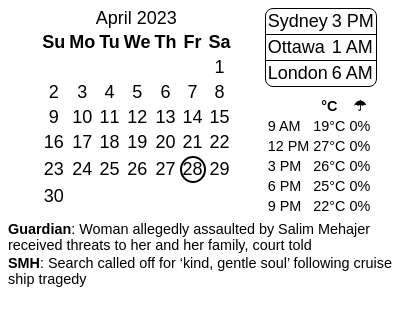 April 2023
Su Mo Tu We Th Fr Sa
1
2 3 4 5 6 7 8
9 10 11 12 13 14 15
16 17 18 19 20 21 22
23 24 25 26 27 28 29
30
Sydney 3 PM
Ottawa 1 AM
London 6 AM
°C ☂
9 AM 19°C 0%
12 PM 27°C 0%
3 PM 26°C 0%
6 PM 25°C 0%
9 PM 22°C 0%
Guardian: Woman allegedly assaulted by Salim Mehajer
received threats to her and her family, court told
SMH: Search called off for ‘kind, gentle soul’ following cruise
ship tragedy